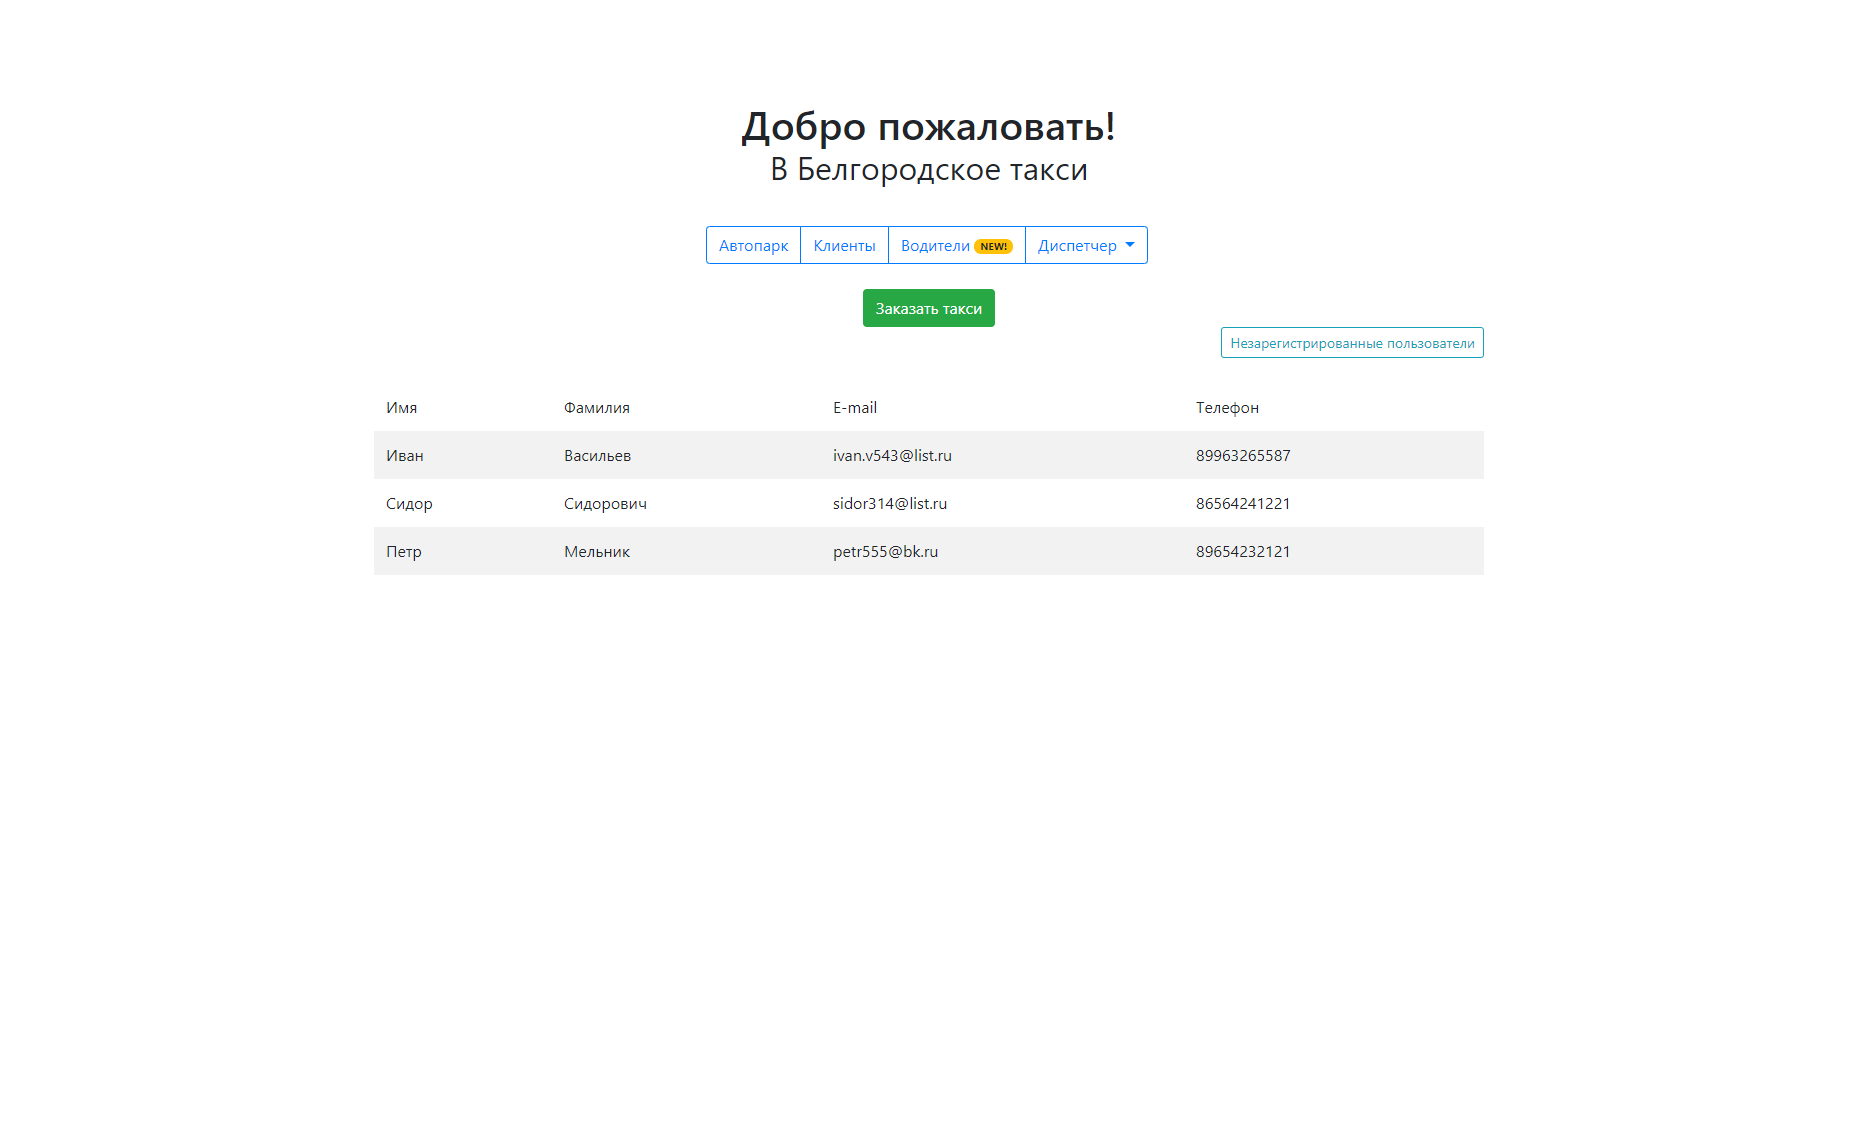 Добро пожаловать!
В Белгородское такси
Автопарк Клиенты Водители NEW! Диспетчер
Заказать такси
Незарегистрированные пользователи
Имя Фамилия E-mail Телефон
Иван Васильев ivan.v543@list.ru 89963265587
Сидор Сидорович sidor314@list.ru 86564241221
Петр Мельник petr555@bk.ru 89654232121